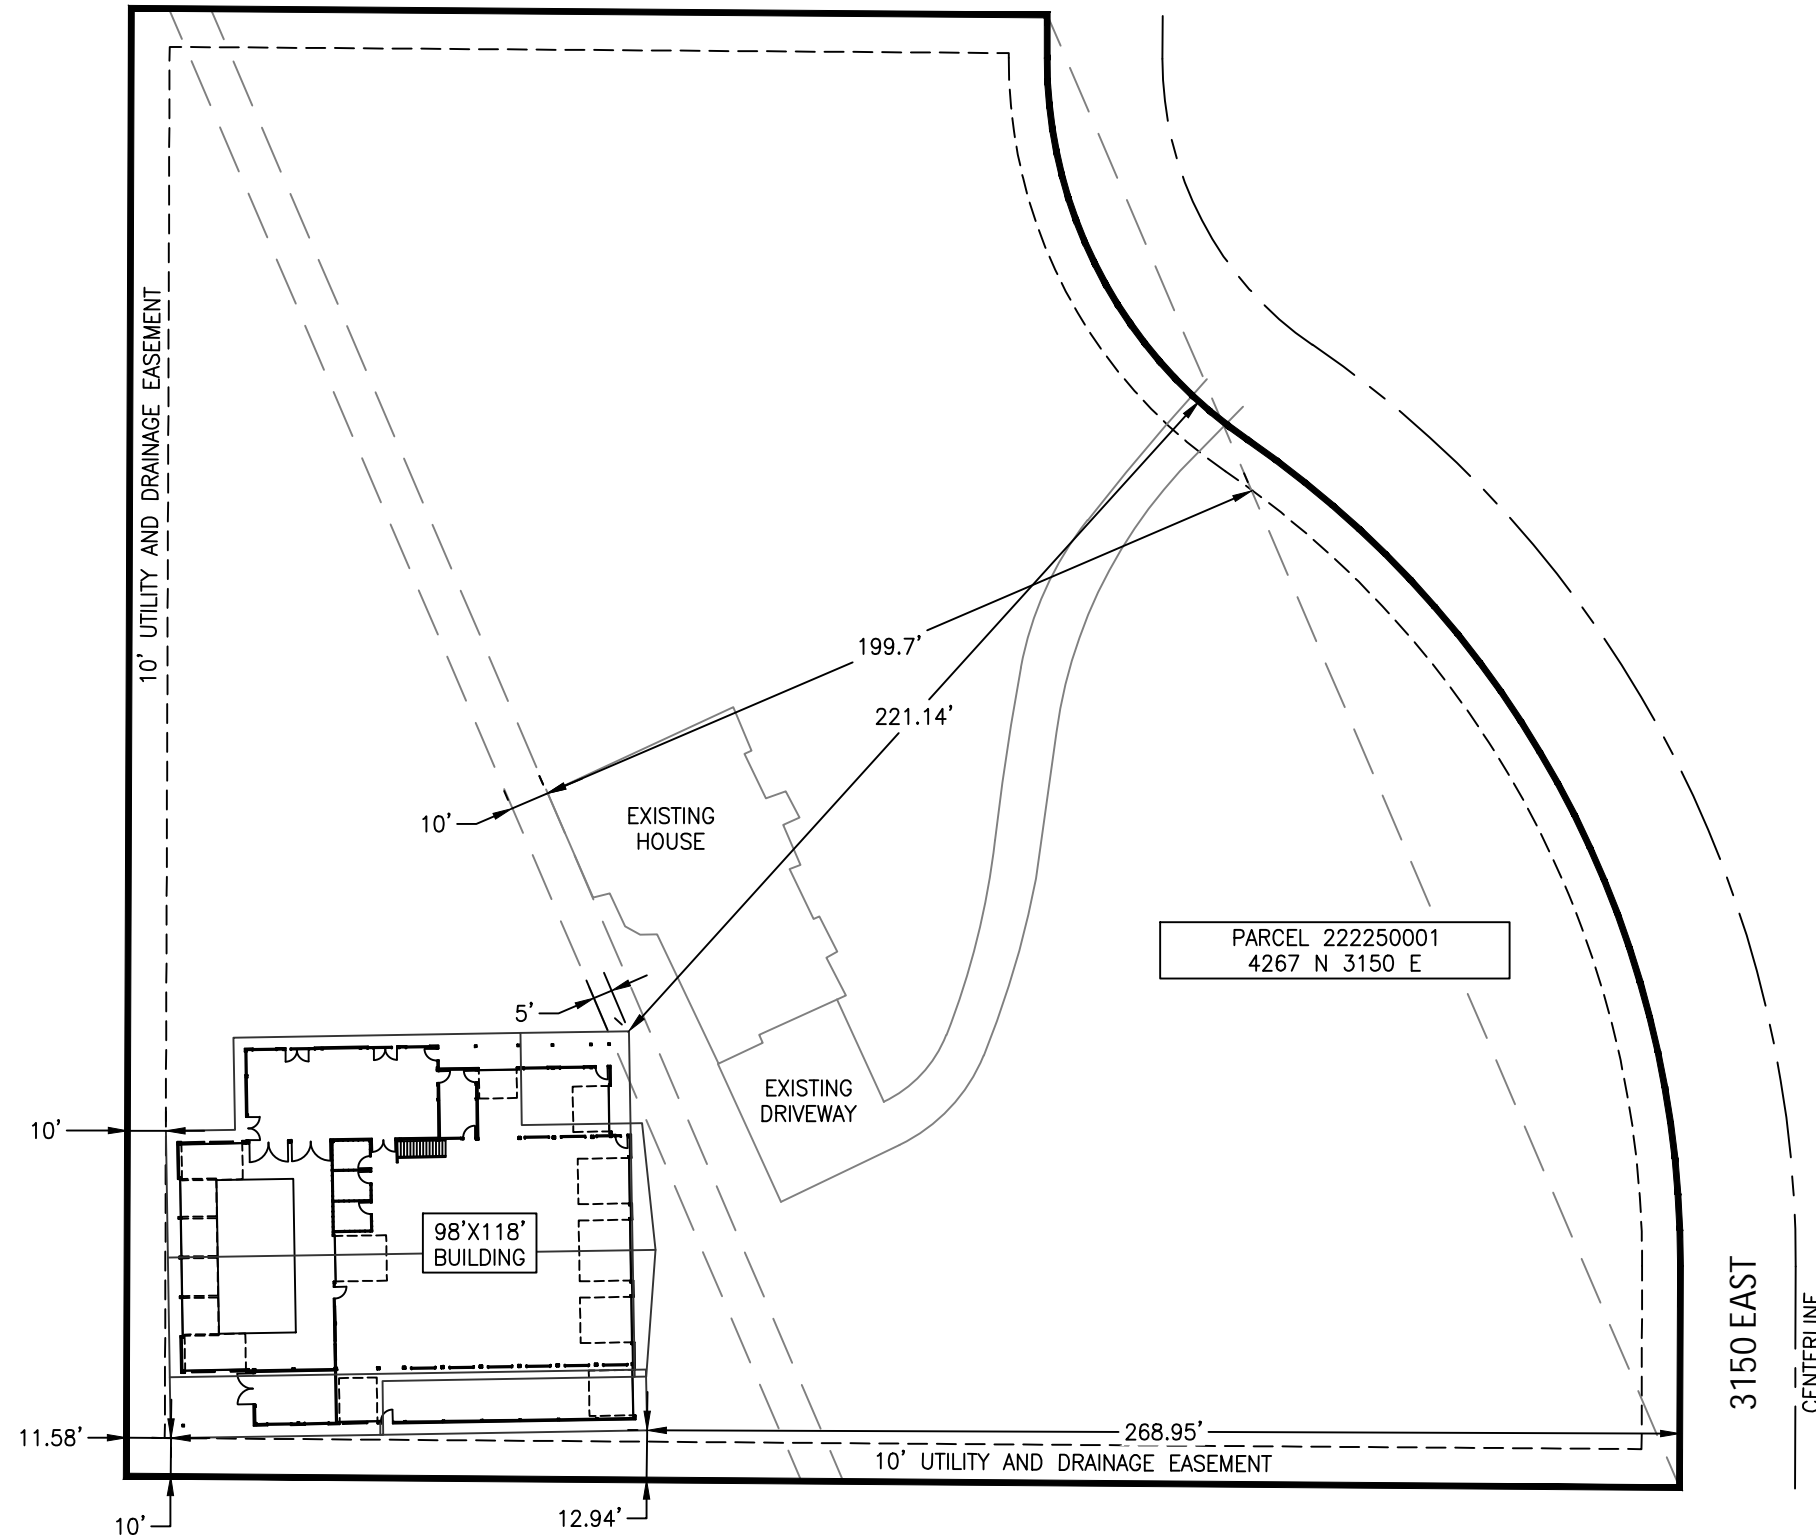 10' UTILITY AND DRAINAGE EASEMENT
199.7'
221.14'
10'
EXISTING
HOUSE
PARCEL 222250001
4267 N 3150 E
5'
EXISTING
DRIVEWAY
10'
98'X118'
BUILDING
3150 EAST
CENTERLINE
11.58'
268.95'
10' UTILITY AND DRAINAGE EASEMENT
12.94'
10'